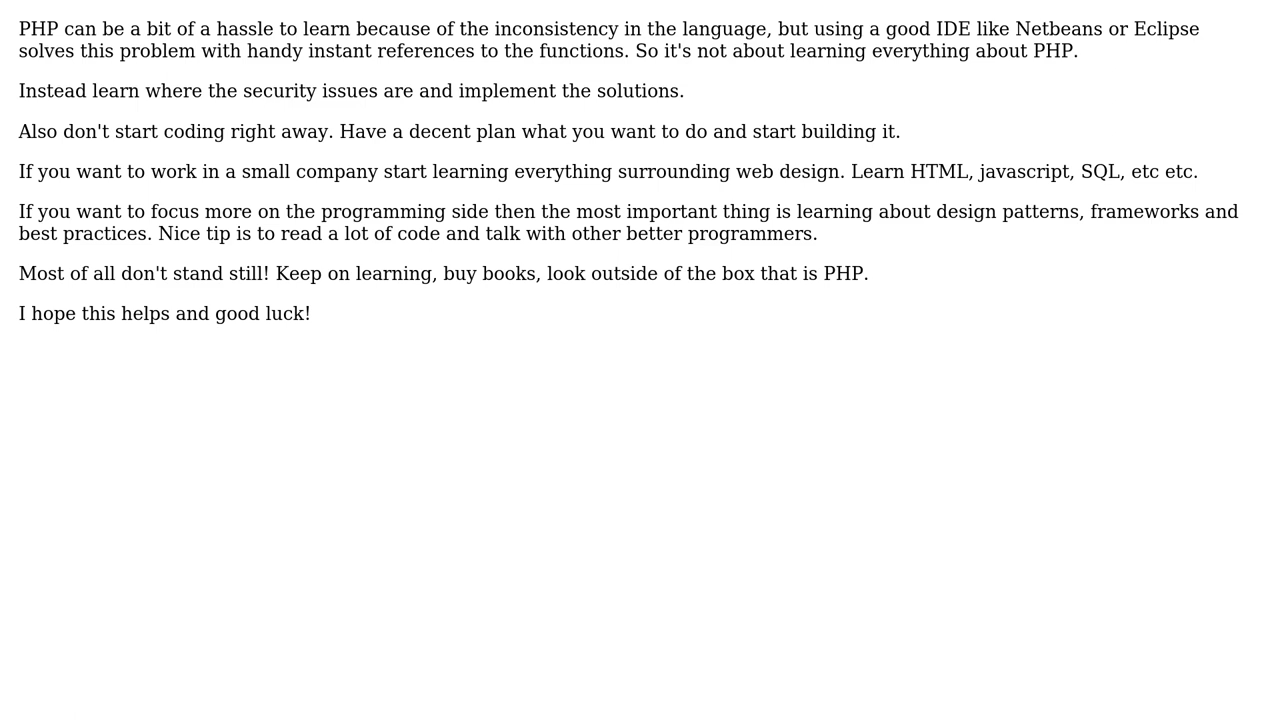 PHP can be a bit of a hassle to learn because of the inconsistency in the language, but using a good IDE like Netbeans or Eclipse
solves this problem with handy instant references to the functions. So it's not about learning everything about PHP.
Instead learn where the security issues are and implement the solutions.
Also don't start coding right away. Have a decent plan what you want to do and start building it.
If you want to work in a small company start learning everything surrounding web design. Learn HTML, javascript, SQL, etc etc.
If you want to focus more on the programming side then the most important thing is learning about design patterns, frameworks and
best practices. Nice tip is to read a lot of code and talk with other better programmers.
Most of all don't stand still! Keep on learning, buy books, look outside of the box that is PHP.
I hope this helps and good luck!